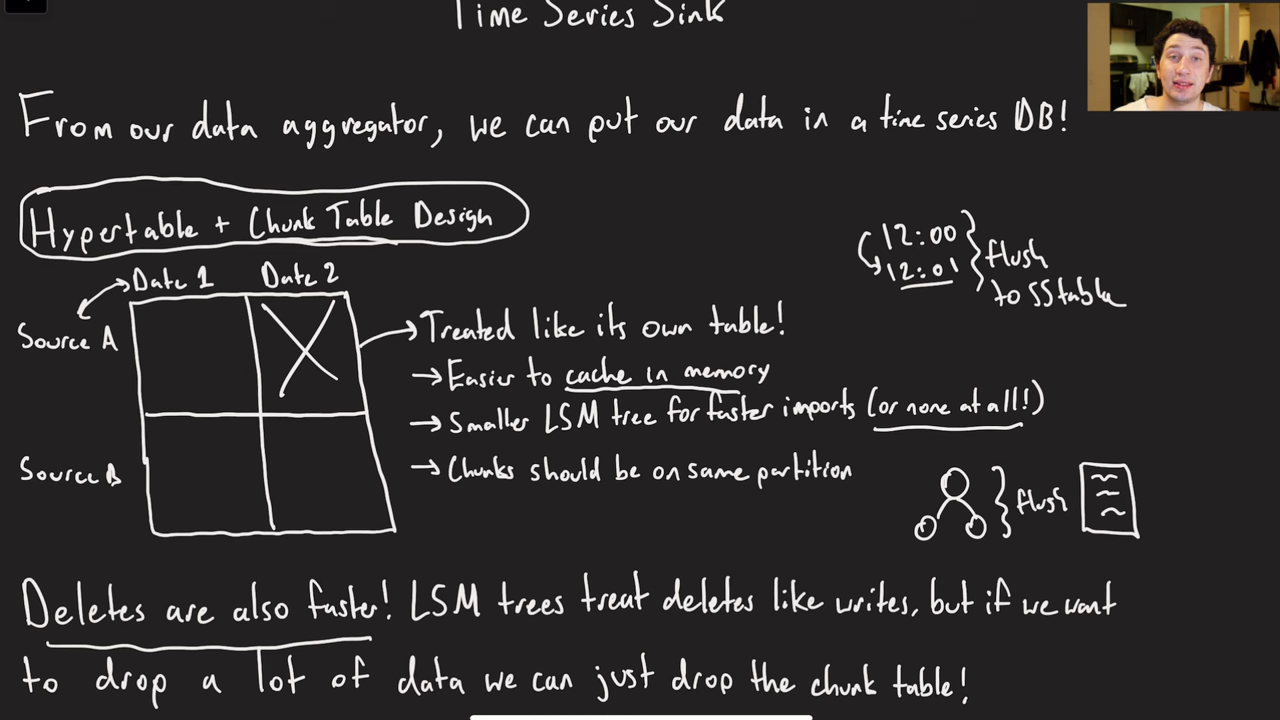 Time Series Sink
From our data aggregator, we can put our data in a time series DB!
Hypertable + Chunk Table Design
Date 1 Date 2
Source A
Source B
→ Treated like its own table!
→ Easier to cache in memory
→ Smaller LSM tree for faster imports (or none at all!)
→ Chunks should be on same partition
12:00
12:01
flush
to SStable
flush
Deletes are also faster! LSM trees treat deletes like writes, but if we want
to drop a lot of data we can just drop the chunk table!